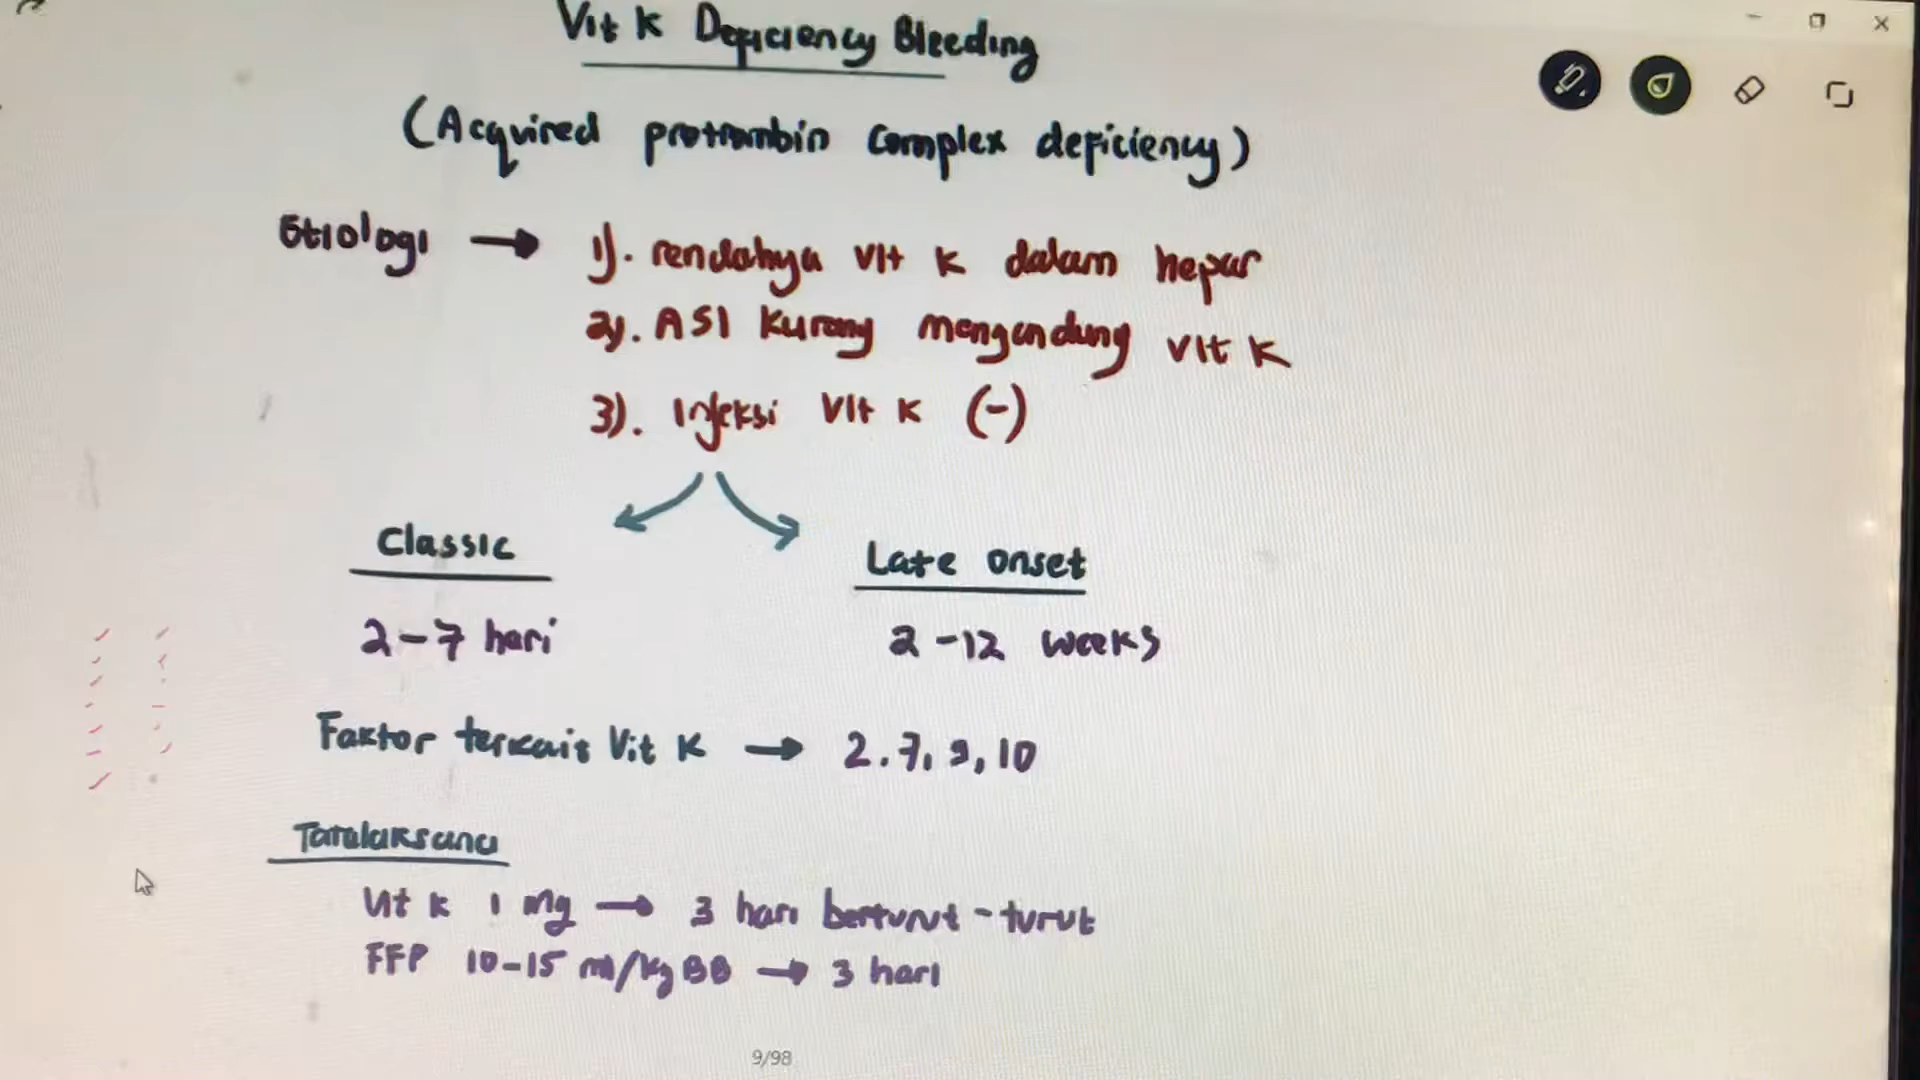 Vit K Deficiency Bleeding
(Acquired protrombin complex deficiency)
Etiologi → 1). rendahya vit K dalam hepar
2). ASI kurang mengandung vit K
3). Injeksi vit K (-)
Classic
Late onset
2-7 hari
2-12 weeks
Faktor terkait Vit K → 2.7, 9, 10
Tatalaksana
Vit K 1 mg → 3 hari berturut-turut
FFP 10-15 ml/kg BB → 3 hari
9/98